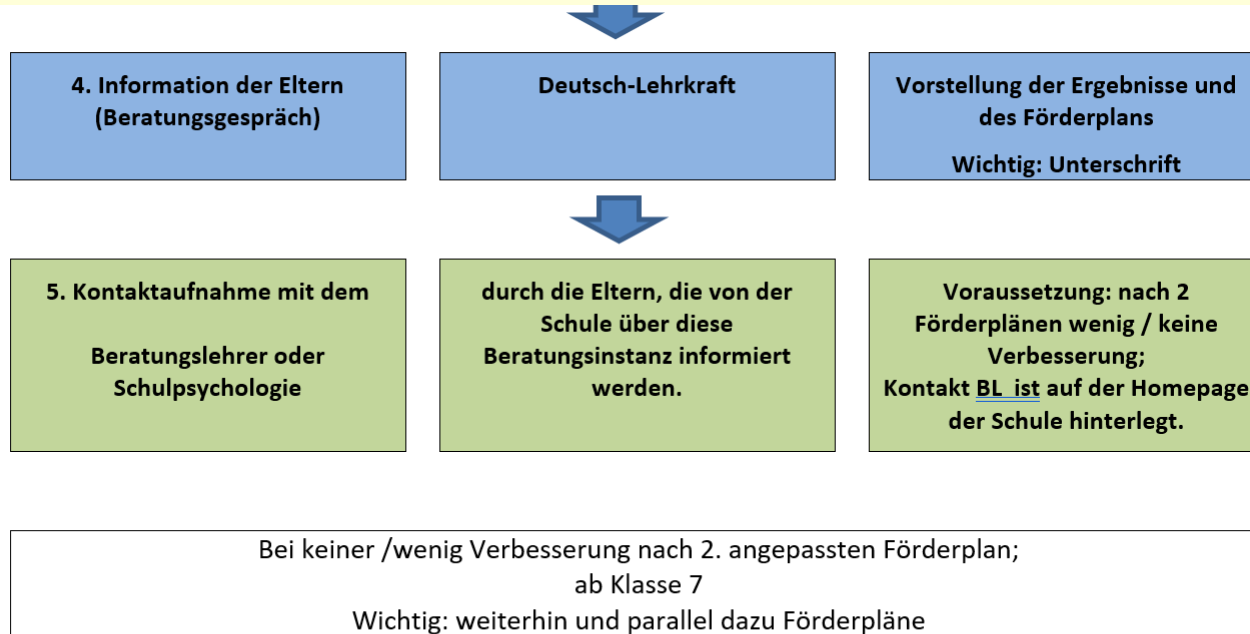 4. Information der Eltern
(Beratungsgespräch)
Deutsch-Lehrkraft
Vorstellung der Ergebnisse und
des Förderplans
Wichtig: Unterschrift
5. Kontaktaufnahme mit dem
Beratungslehrer oder
Schulpsychologie
durch die Eltern, die von der
Schule über diese
Beratungsinstanz informiert
werden.
Voraussetzung: nach 2
Förderplänen wenig / keine
Verbesserung;
Kontakt BL ist auf der Homepage
der Schule hinterlegt.
Bei keiner /wenig Verbesserung nach 2. angepassten Förderplan;
ab Klasse 7
Wichtig: weiterhin und parallel dazu Förderpläne